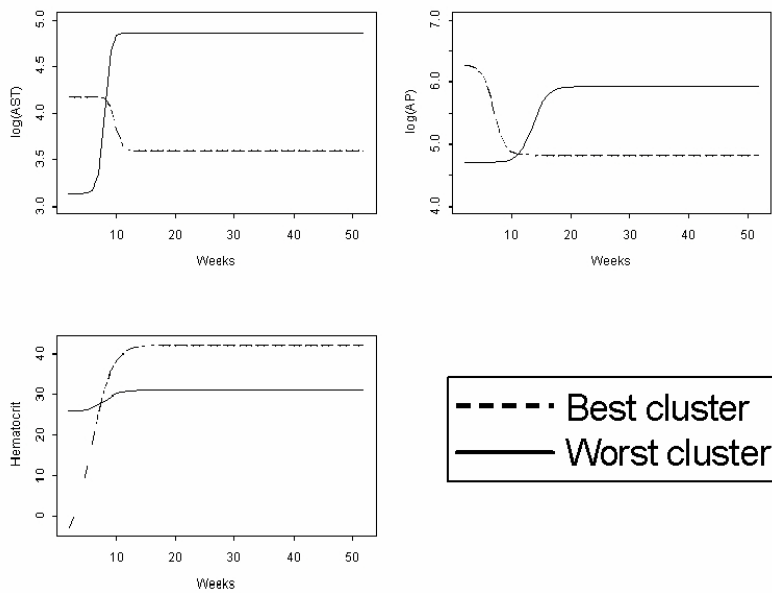 5.0
4.5
4.0
3.5
3.0
log(AST)
10 20 30 40 50
Weeks
7.0
6.0
5.0
4.0
log(AP)
10 20 30 40 50
Weeks
40
30
20
10
0
Hematocrit
10 20 30 40 50
Weeks
Best cluster
Worst cluster